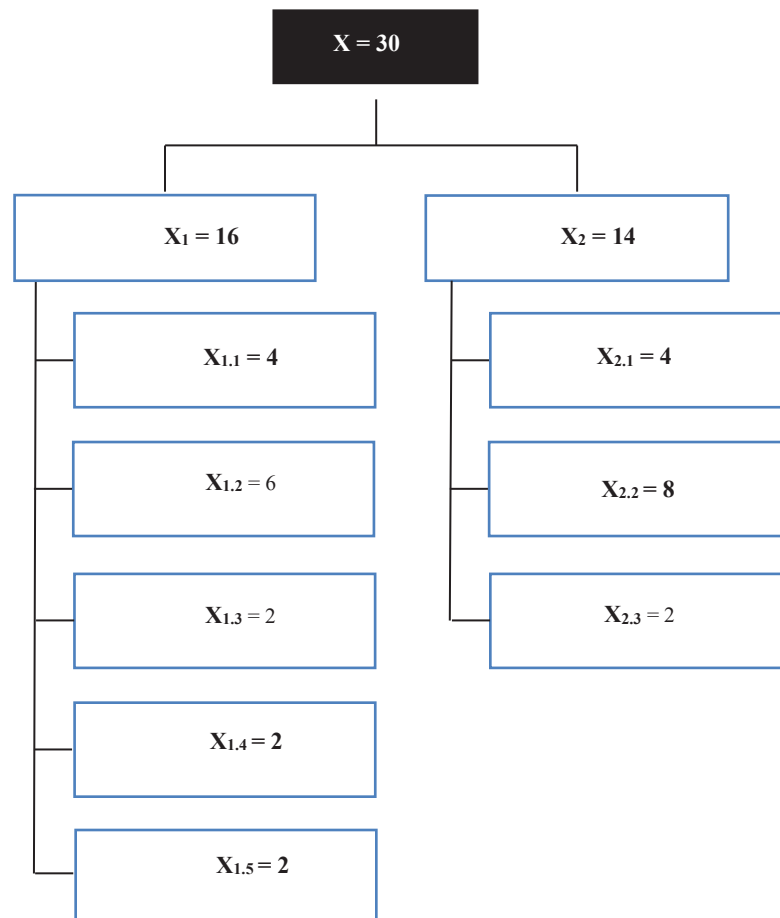 X = 30
X₁ = 16
X₂ = 14
X₁.₁ = 4
X₂.₁ = 4
X₁.₂ = 6
X₂.₂ = 8
X₁.₃ = 2
X₂.₃ = 2
X₁.₄ = 2
X₁.₅ = 2